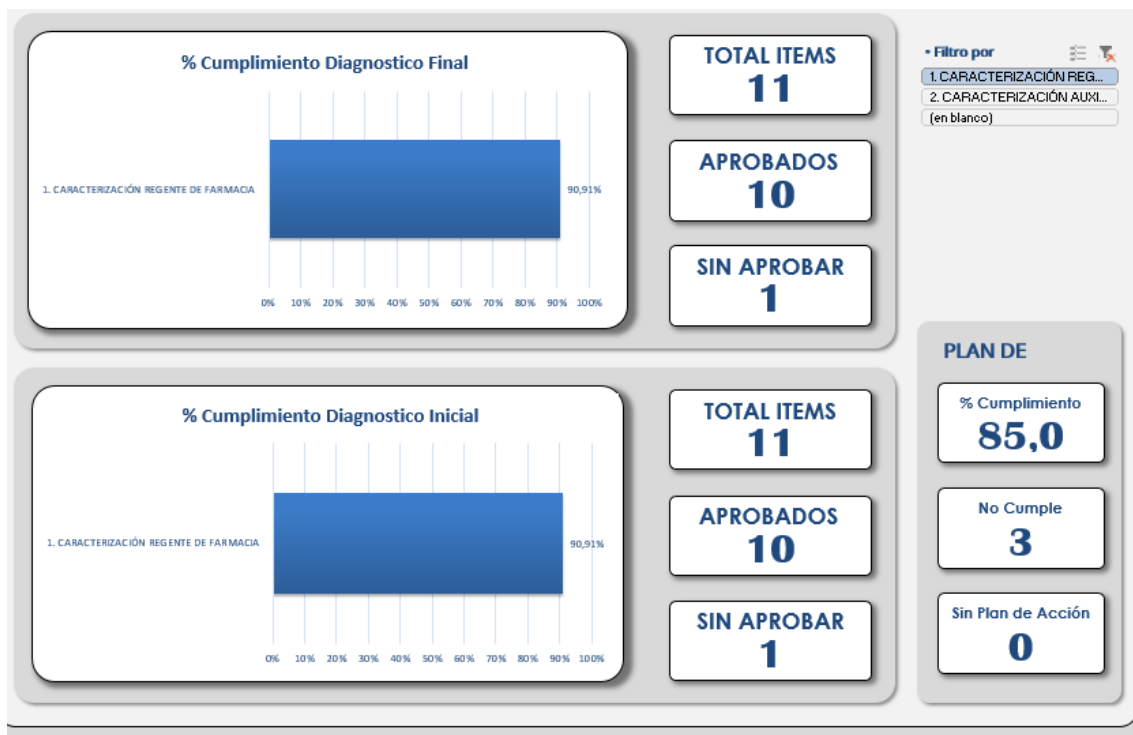 % Cumplimiento Diagnostico Final
1. CARACTERIZACIÓN REGENTE DE FARMACIA
90,91%
0% 10% 20% 30% 40% 50% 60% 70% 80% 90% 100%
TOTAL ITEMS
11
APROBADOS
10
SIN APROBAR
1
• Filtro por
1. CARACTERIZACIÓN REG...
2. CARACTERIZACIÓN AUXI...
(en blanco)
% Cumplimiento Diagnostico Inicial
1. CARACTERIZACIÓN REGENTE DE FARMACIA
90,91%
0% 10% 20% 30% 40% 50% 60% 70% 80% 90% 100%
TOTAL ITEMS
11
APROBADOS
10
SIN APROBAR
1
PLAN DE
% Cumplimiento
85,0
No Cumple
3
Sin Plan de Acción
0